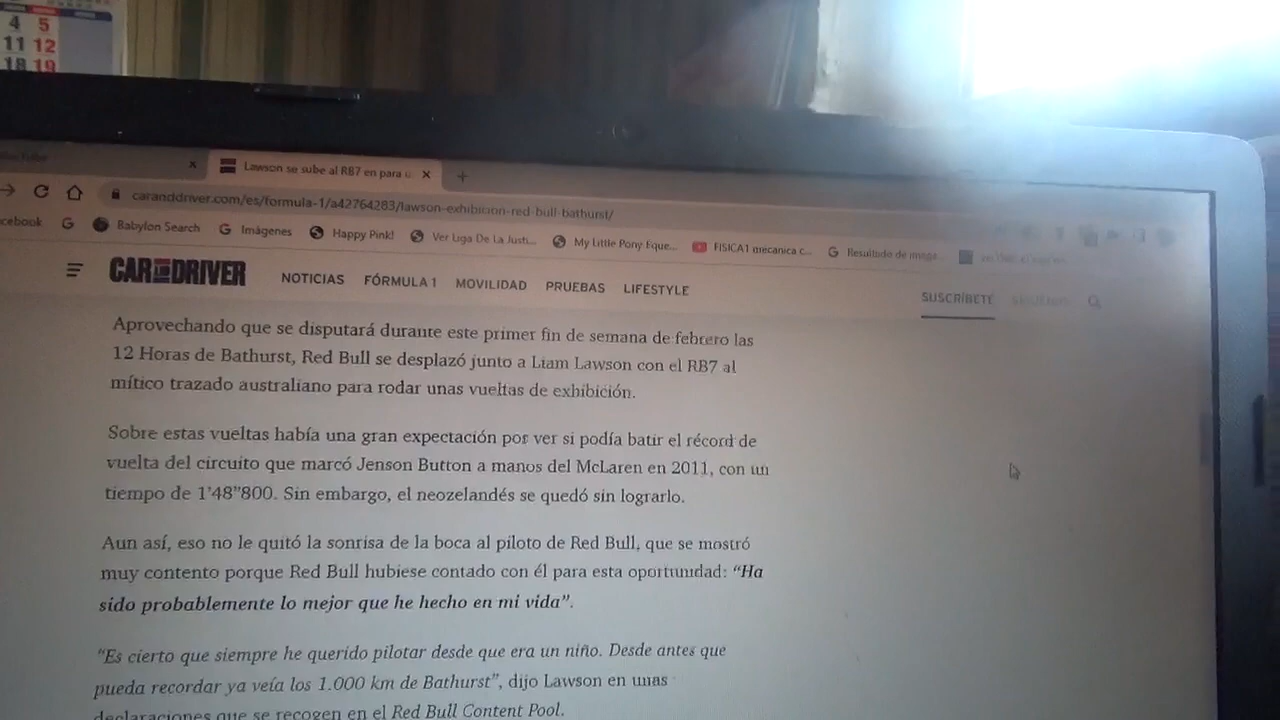 4 5
11 12
18 19
Lawson se sube al RB7 en para u
caranddriver.com/es/formula-1/a42764283/lawson-exhibicion-red-bull-bathurst/
cebook Babylon Search Imágenes Happy Pink! Ver Liga De La Justi... My Little Pony Eque... FISICA1 mecanica c... Resultado de imag...
CAR AND DRIVER NOTICIAS FÓRMULA 1 MOVILIDAD PRUEBAS LIFESTYLE SUSCRÍBETE
Aprovechando que se disputará durante este primer fin de semana de febrero las
12 Horas de Bathurst, Red Bull se desplazó junto a Liam Lawson con el RB7 al
mítico trazado australiano para rodar unas vueltas de exhibición.
Sobre estas vueltas había una gran expectación por ver si podía batir el récord de
vuelta del circuito que marcó Jenson Button a manos del McLaren en 2011, con un
tiempo de 1’48”800. Sin embargo, el neozelandés se quedó sin lograrlo.
Aun así, eso no le quitó la sonrisa de la boca al piloto de Red Bull, que se mostró
muy contento porque Red Bull hubiese contado con él para esta oportunidad: “Ha
sido probablemente lo mejor que he hecho en mi vida”.
“Es cierto que siempre he querido pilotar desde que era un niño. Desde antes que
pueda recordar ya veía los 1.000 km de Bathurst”, dijo Lawson en unas
declaraciones que se recogen en el Red Bull Content Pool.